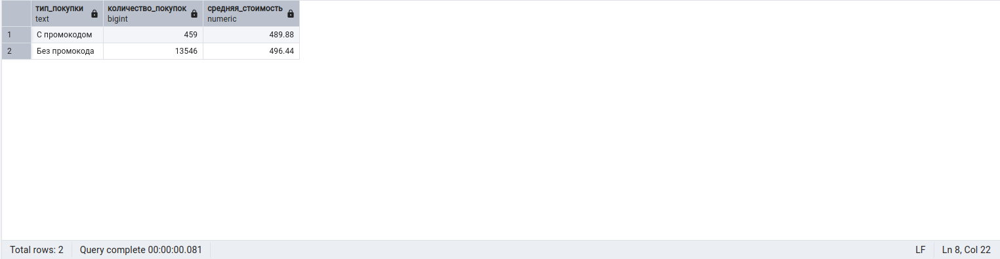 тип_покупки количество_покупок средняя_стоимость
text bigint numeric
1 С промокодом 459 489.88
2 Без промокода 13546 496.44
Total rows: 2 Query complete 00:00:00.081 LF Ln 8, Col 22